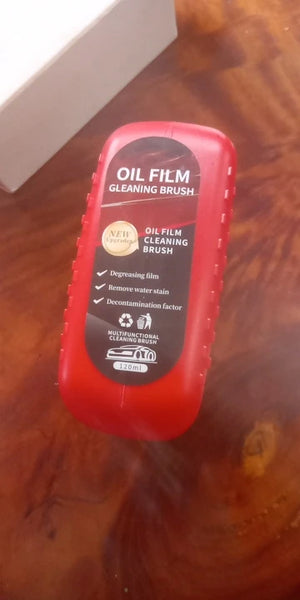 OIL FILM
GLEANING BRUSH
NEW
Upgrades
OIL FILM
CLEANING
BRUSH
Degreasing film
Remove water stain
Decontamination factor
MULTIFUNCTIONAL
CLEANING BRUSH
120ml